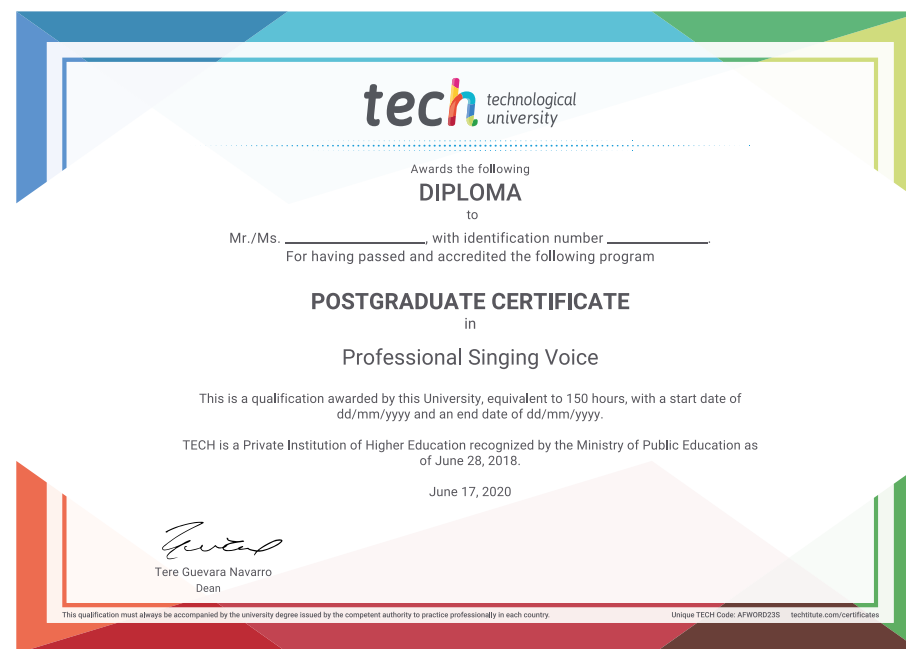 tech technological
university
Awards the following
DIPLOMA
to
Mr./Ms. ____________________, with identification number ______________.
For having passed and accredited the following program
POSTGRADUATE CERTIFICATE
in
Professional Singing Voice
This is a qualification awarded by this University, equivalent to 150 hours, with a start date of
dd/mm/yyyy and an end date of dd/mm/yyyy.
TECH is a Private Institution of Higher Education recognized by the Ministry of Public Education as
of June 28, 2018.
June 17, 2020
Tere Guevara Navarro
Dean
This qualification must always be accompanied by the university degree issued by the competent authority to practice professionally in each country. Unique TECH Code: AFWORD23S techtitute.com/certificates